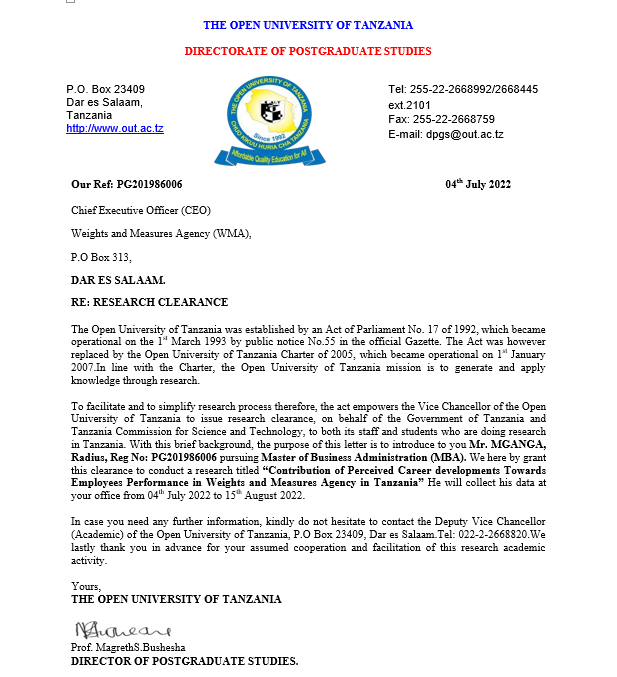 THE OPEN UNIVERSITY OF TANZANIA
DIRECTORATE OF POSTGRADUATE STUDIES
P.O. Box 23409
Dar es Salaam,
Tanzania
http://www.out.ac.tz
THE OPEN UNIVERSITY OF TANZANIA
CHUO KIKUU HURIA CHA TANZANIA
Since 1992
Affordable Quality Education for All
Tel: 255-22-2668992/2668445
ext.2101
Fax: 255-22-2668759
E-mail: dpgs@out.ac.tz
Our Ref: PG201986006 04th July 2022
Chief Executive Officer (CEO)
Weights and Measures Agency (WMA),
P.O Box 313,
DAR ES SALAAM.
RE: RESEARCH CLEARANCE
The Open University of Tanzania was established by an Act of Parliament No. 17 of 1992, which became
operational on the 1st March 1993 by public notice No.55 in the official Gazette. The Act was however
replaced by the Open University of Tanzania Charter of 2005, which became operational on 1st January
2007.In line with the Charter, the Open University of Tanzania mission is to generate and apply
knowledge through research.
To facilitate and to simplify research process therefore, the act empowers the Vice Chancellor of the Open
University of Tanzania to issue research clearance, on behalf of the Government of Tanzania and
Tanzania Commission for Science and Technology, to both its staff and students who are doing research
in Tanzania. With this brief background, the purpose of this letter is to introduce to you Mr. MGANGA,
Radius, Reg No: PG201986006 pursuing Master of Business Administration (MBA). We here by grant
this clearance to conduct a research titled “Contribution of Perceived Career developments Towards
Employees Performance in Weights and Measures Agency in Tanzania” He will collect his data at
your office from 04th July 2022 to 15th August 2022.
In case you need any further information, kindly do not hesitate to contact the Deputy Vice Chancellor
(Academic) of the Open University of Tanzania, P.O Box 23409, Dar es Salaam.Tel: 022-2-2668820.We
lastly thank you in advance for your assumed cooperation and facilitation of this research academic
activity.
Yours,
THE OPEN UNIVERSITY OF TANZANIA
Prof. MagrethS.Bushesha
DIRECTOR OF POSTGRADUATE STUDIES.